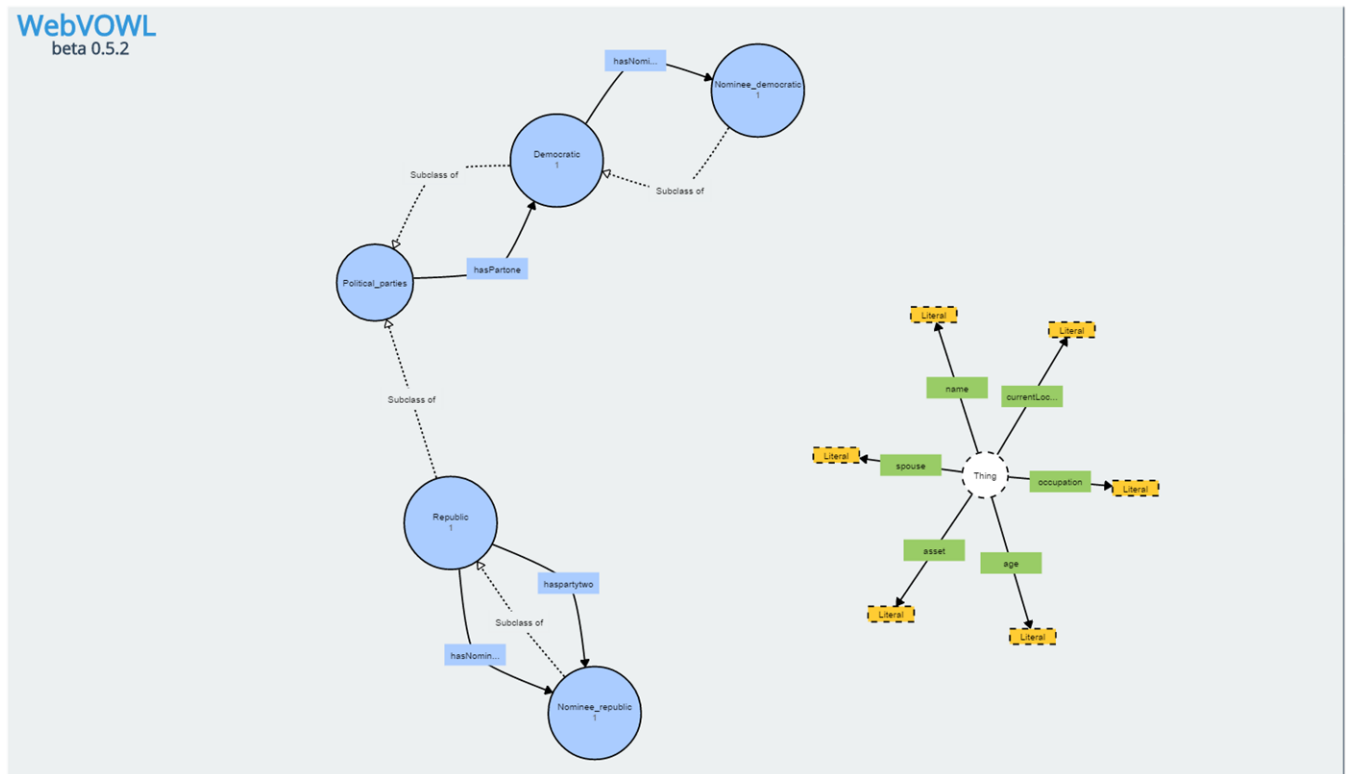 WebVOWL
beta 0.5.2
hasNomi...
Nominee_democratic
1
Democratic
1
Subclass of
Subclass of
hasPartone
Political_parties
Subclass of
Republic
1
haspartytwo
Subclass of
hasNomin...
Nominee_republic
1
Literal
Literal
name
currentLoc...
Literal
spouse
Thing
occupation
Literal
asset
age
Literal
Literal